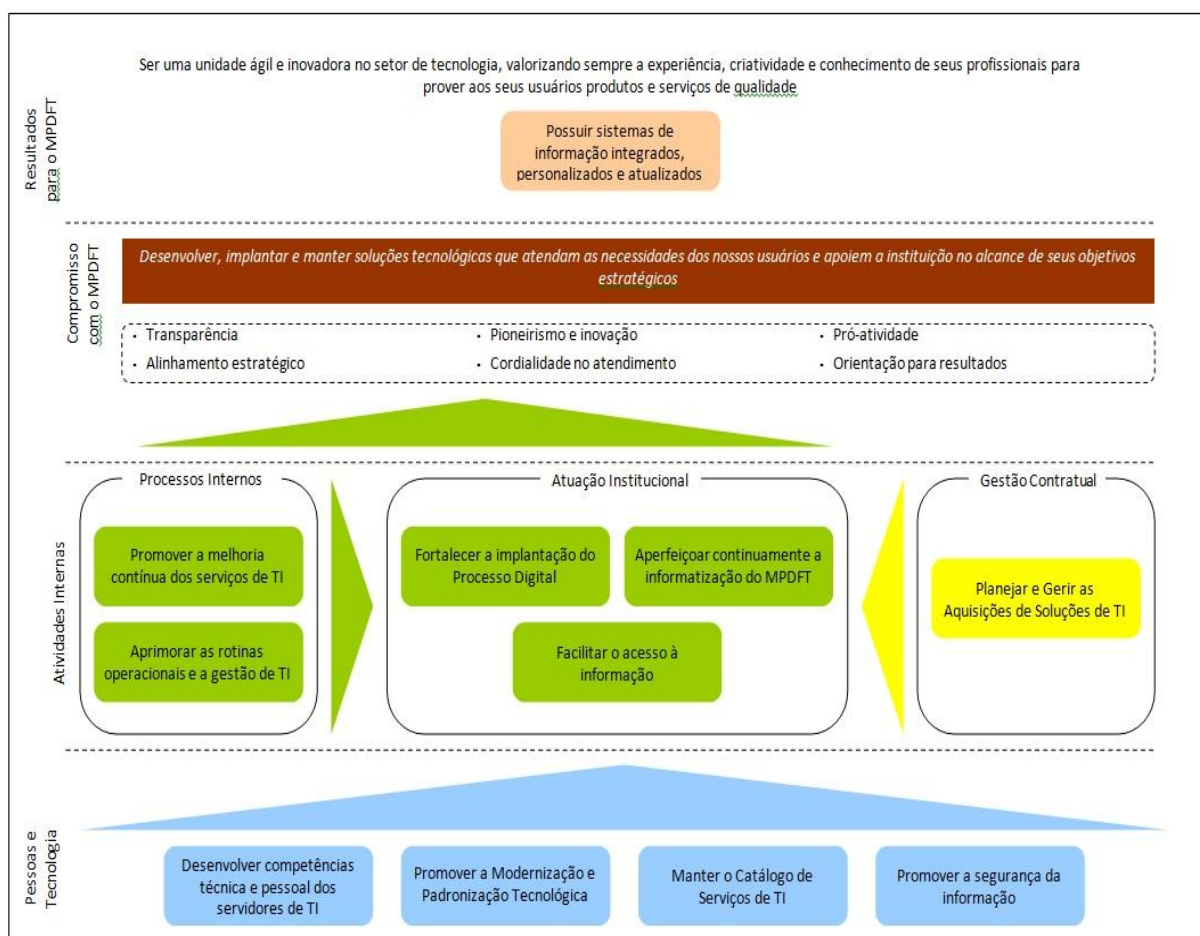 Ser uma unidade ágil e inovadora no setor de tecnologia, valorizando sempre a experiência, criatividade e conhecimento de seus profissionais para
prover aos seus usuários produtos e serviços de qualidade
Resultados
para o MPDFT
Possuir sistemas de
informação integrados,
personalizados e atualizados
Compromisso
com o MPDFT
Desenvolver, implantar e manter soluções tecnológicas que atendam as necessidades dos nossos usuários e apoiem a instituição no alcance de seus objetivos
estratégicos
• Transparência
• Pioneirismo e inovação
• Pró-atividade
• Alinhamento estratégico
• Cordialidade no atendimento
• Orientação para resultados
Atividades Internas
Processos Internos
Promover a melhoria
contínua dos serviços de TI
Aprimorar as rotinas
operacionais e a gestão de TI
Atuação Institucional
Fortalecer a implantação do
Processo Digital
Aperfeiçoar continuamente a
informatização do MPDFT
Facilitar o acesso à
informação
Gestão Contratual
Planejar e Gerir as
Aquisições de Soluções de TI
Pessoas e
Tecnologia
Desenvolver competências
técnica e pessoal dos
servidores de TI
Promover a Modernização e
Padronização Tecnológica
Manter o Catálogo de
Serviços de TI
Promover a segurança da
informação